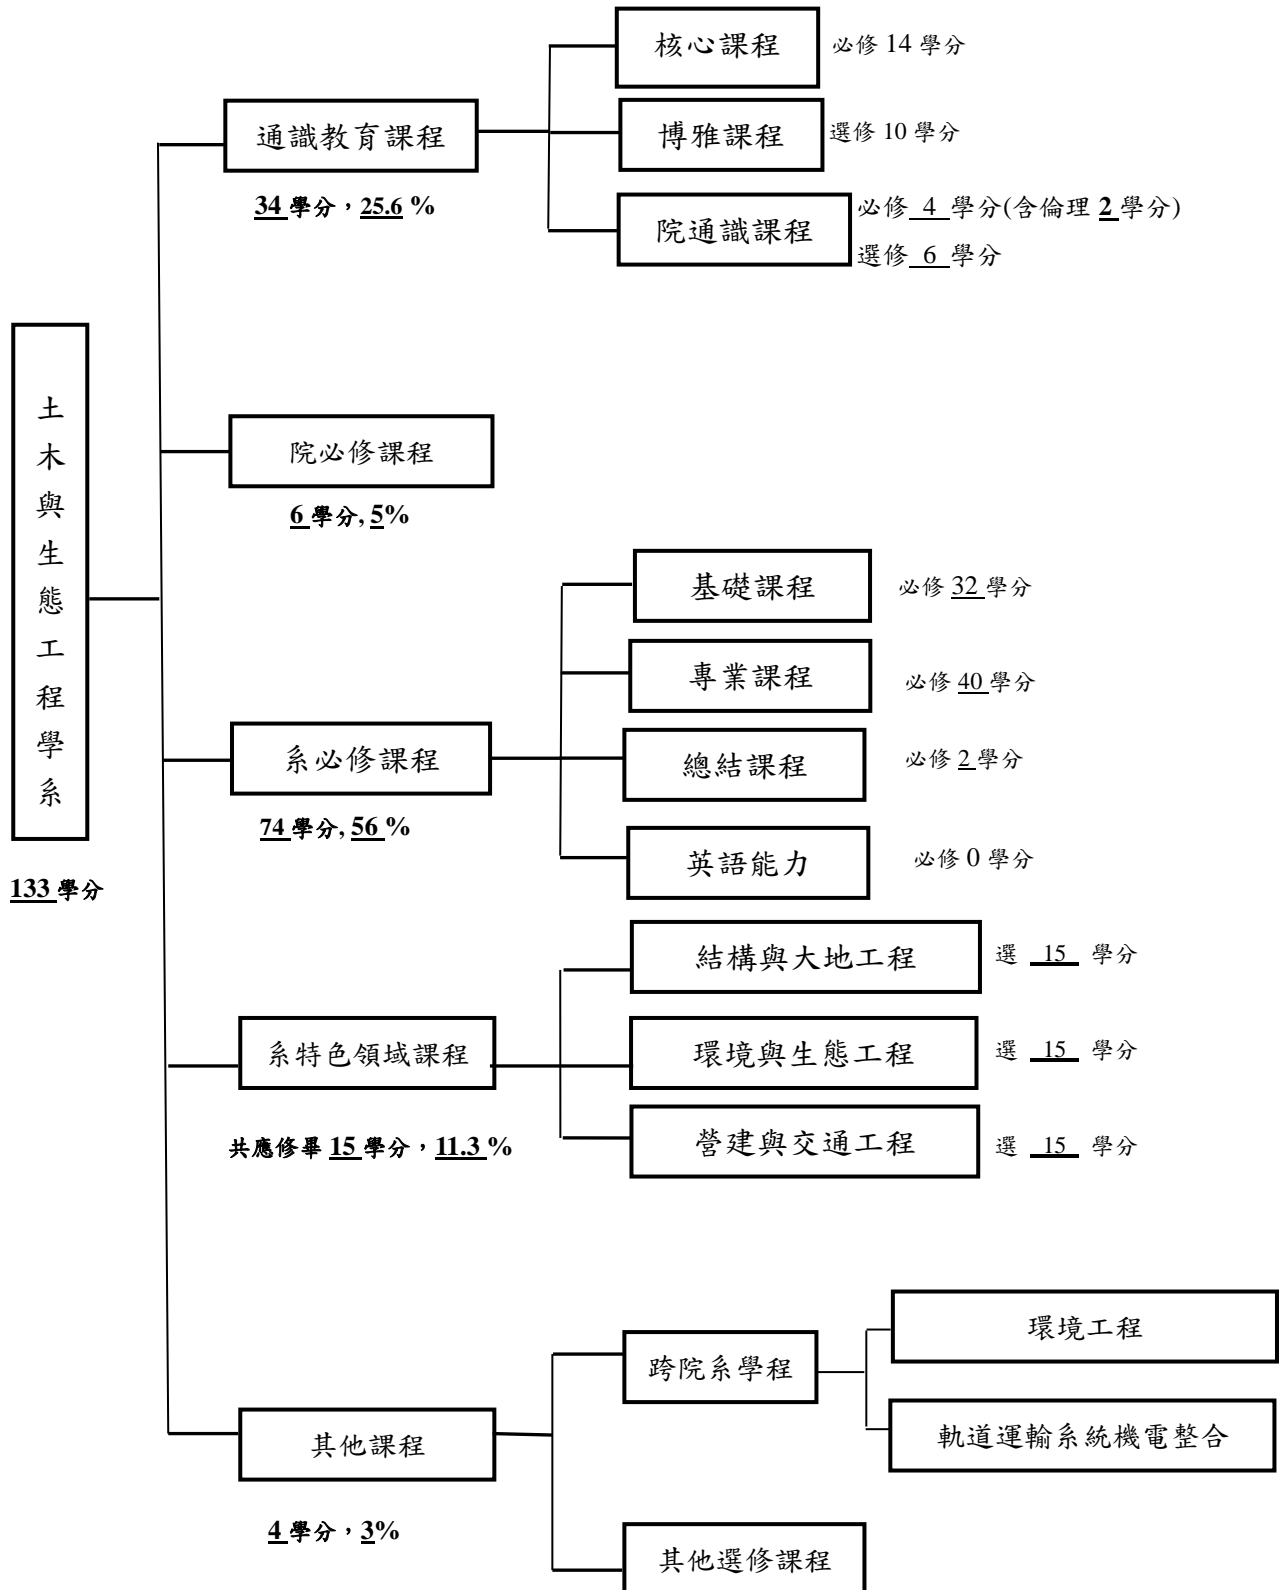 土木與生態工程學系
133 學分
通識教育課程
34 學分，25.6 %
核心課程
必修 14 學分
博雅課程
選修 10 學分
院通識課程
必修 4 學分(含倫理 2 學分)
選修 6 學分
院必修課程
6 學分, 5%
系必修課程
74 學分, 56 %
基礎課程
必修 32 學分
專業課程
必修 40 學分
總結課程
必修 2 學分
英語能力
必修 0 學分
系特色領域課程
共應修畢 15 學分，11.3 %
結構與大地工程
選 15 學分
環境與生態工程
選 15 學分
營建與交通工程
選 15 學分
其他課程
4 學分，3%
跨院系學程
環境工程
軌道運輸系統機電整合
其他選修課程